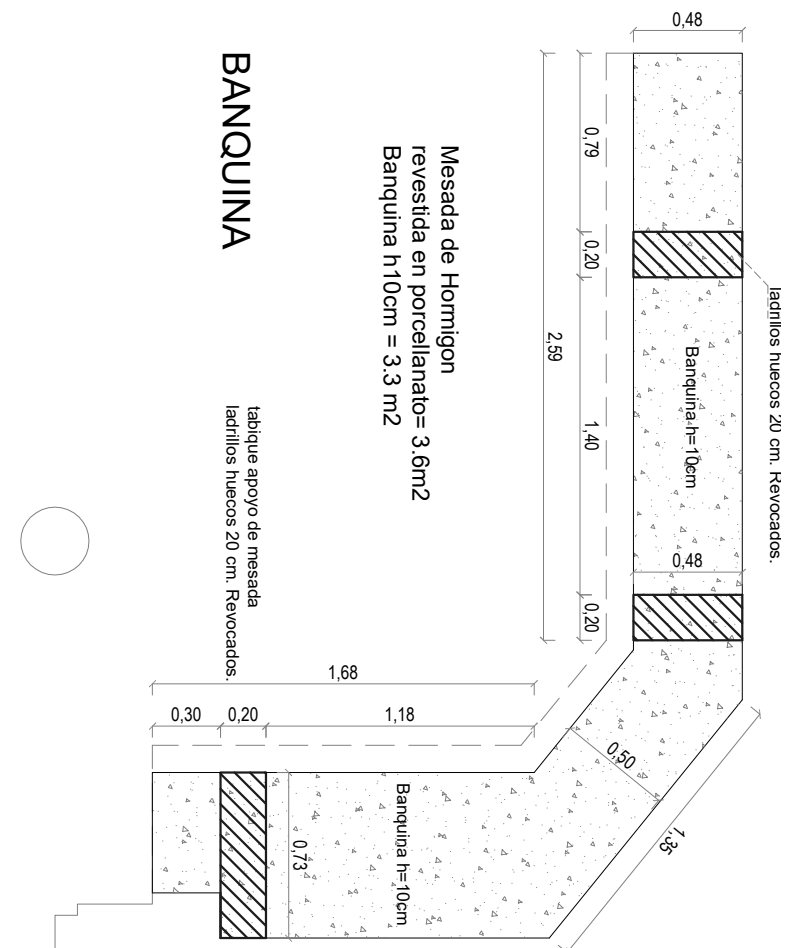 0,48
ladrillos huecos 20 cm. Revocados.
0,79
0,20
2,59
1,40
0,20
Banquina h=10cm
0,48
BANQUINA
Mesada de Hormigon
revestida en porcellanato= 3.6m2
Banquina h10cm = 3.3 m2
tabique apoyo de mesada
ladrillos huecos 20 cm. Revocados.
1,68
0,30
0,20
1,18
0,50
1,35
0,73
Banquina h=10cm